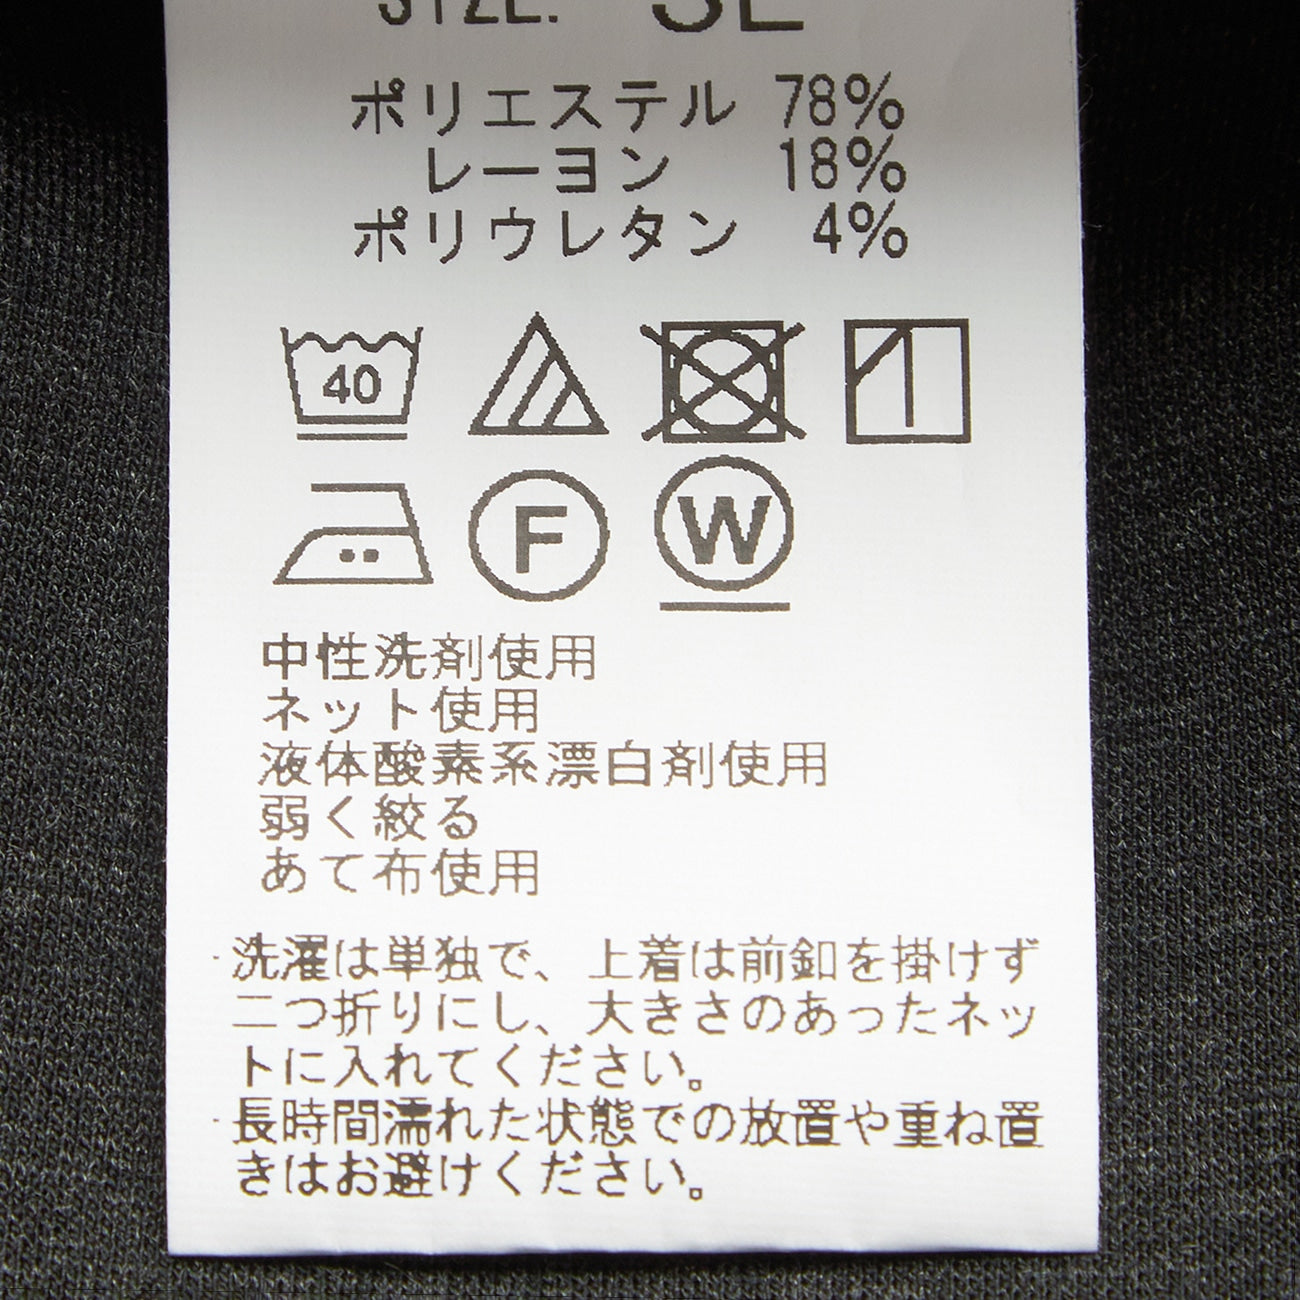 SIZE: 3L
ポリエステル 78%
レーヨン 18%
ポリウレタン 4%
40
F W
中性洗剤使用
ネット使用
液体酸素系漂白剤使用
弱く絞る
あて布使用
・洗濯は単独で、上着は前釦を掛けず
二つ折りにし、大きさのあったネッ
トに入れてください。
・長時間濡れた状態での放置や重ね置
きはお避けください。